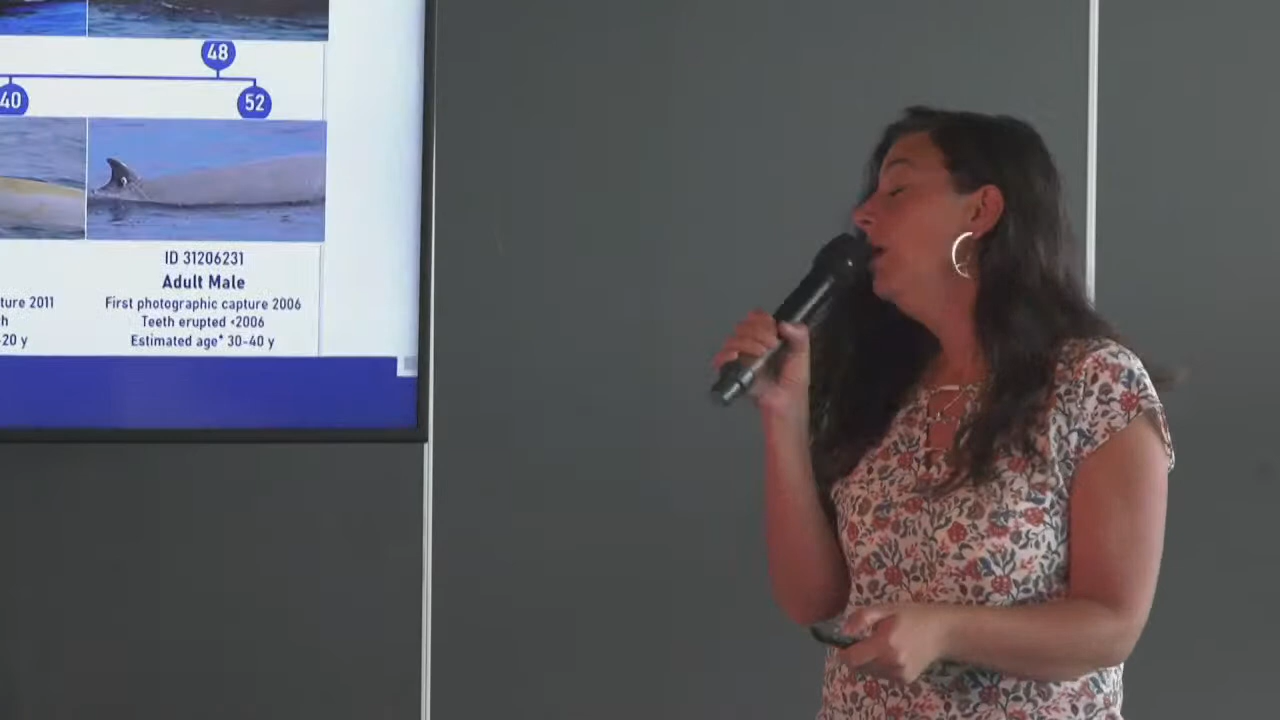 48
40
52
ID 31206231
Adult Male
ture 2011
First photographic capture 2006
h
Teeth erupted <2006
-20 y
Estimated age* 30-40 y